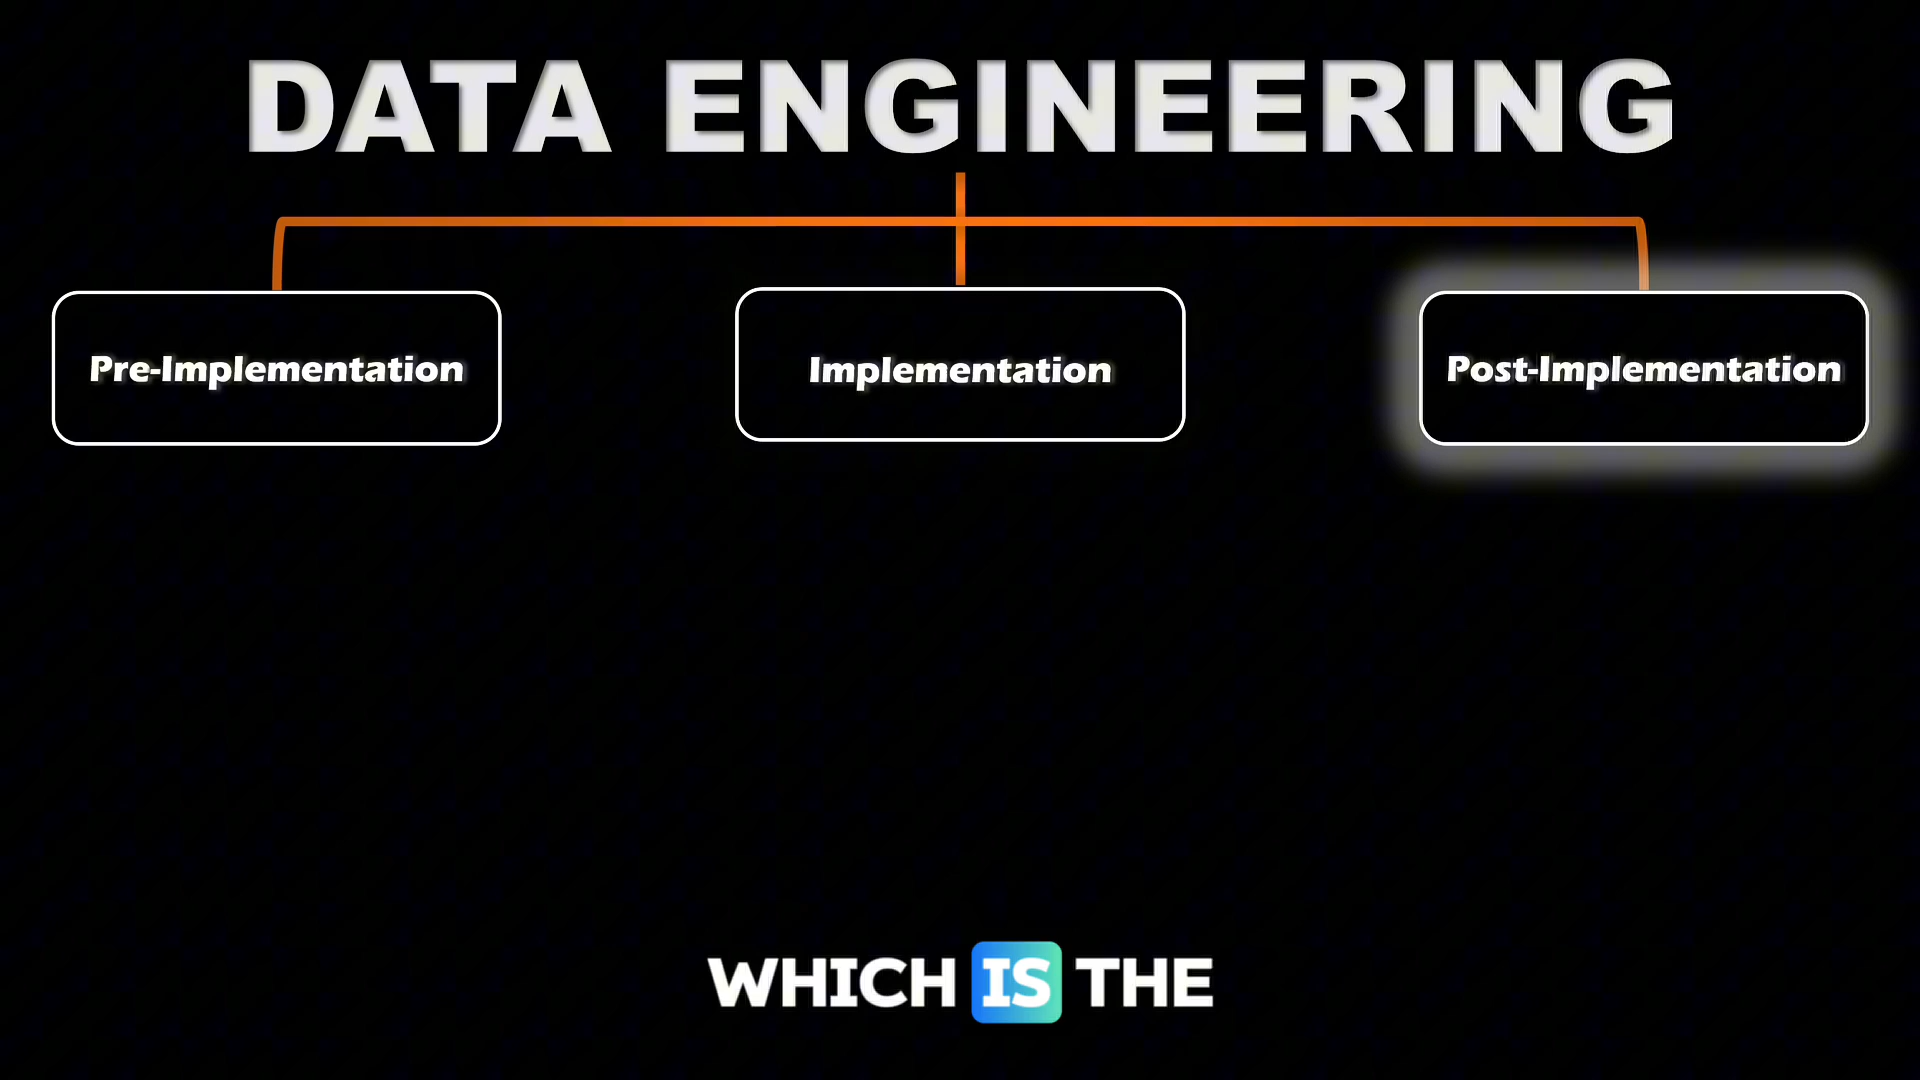 DATA ENGINEERING
Pre-Implementation
Implementation
Post-Implementation
WHICH IS THE